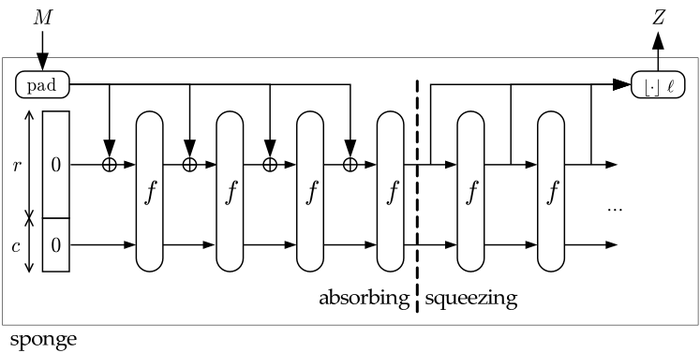 M Z
pad ⌊·⌋ ℓ
r 0 f f f f f f
c 0 ...
absorbing squeezing
sponge